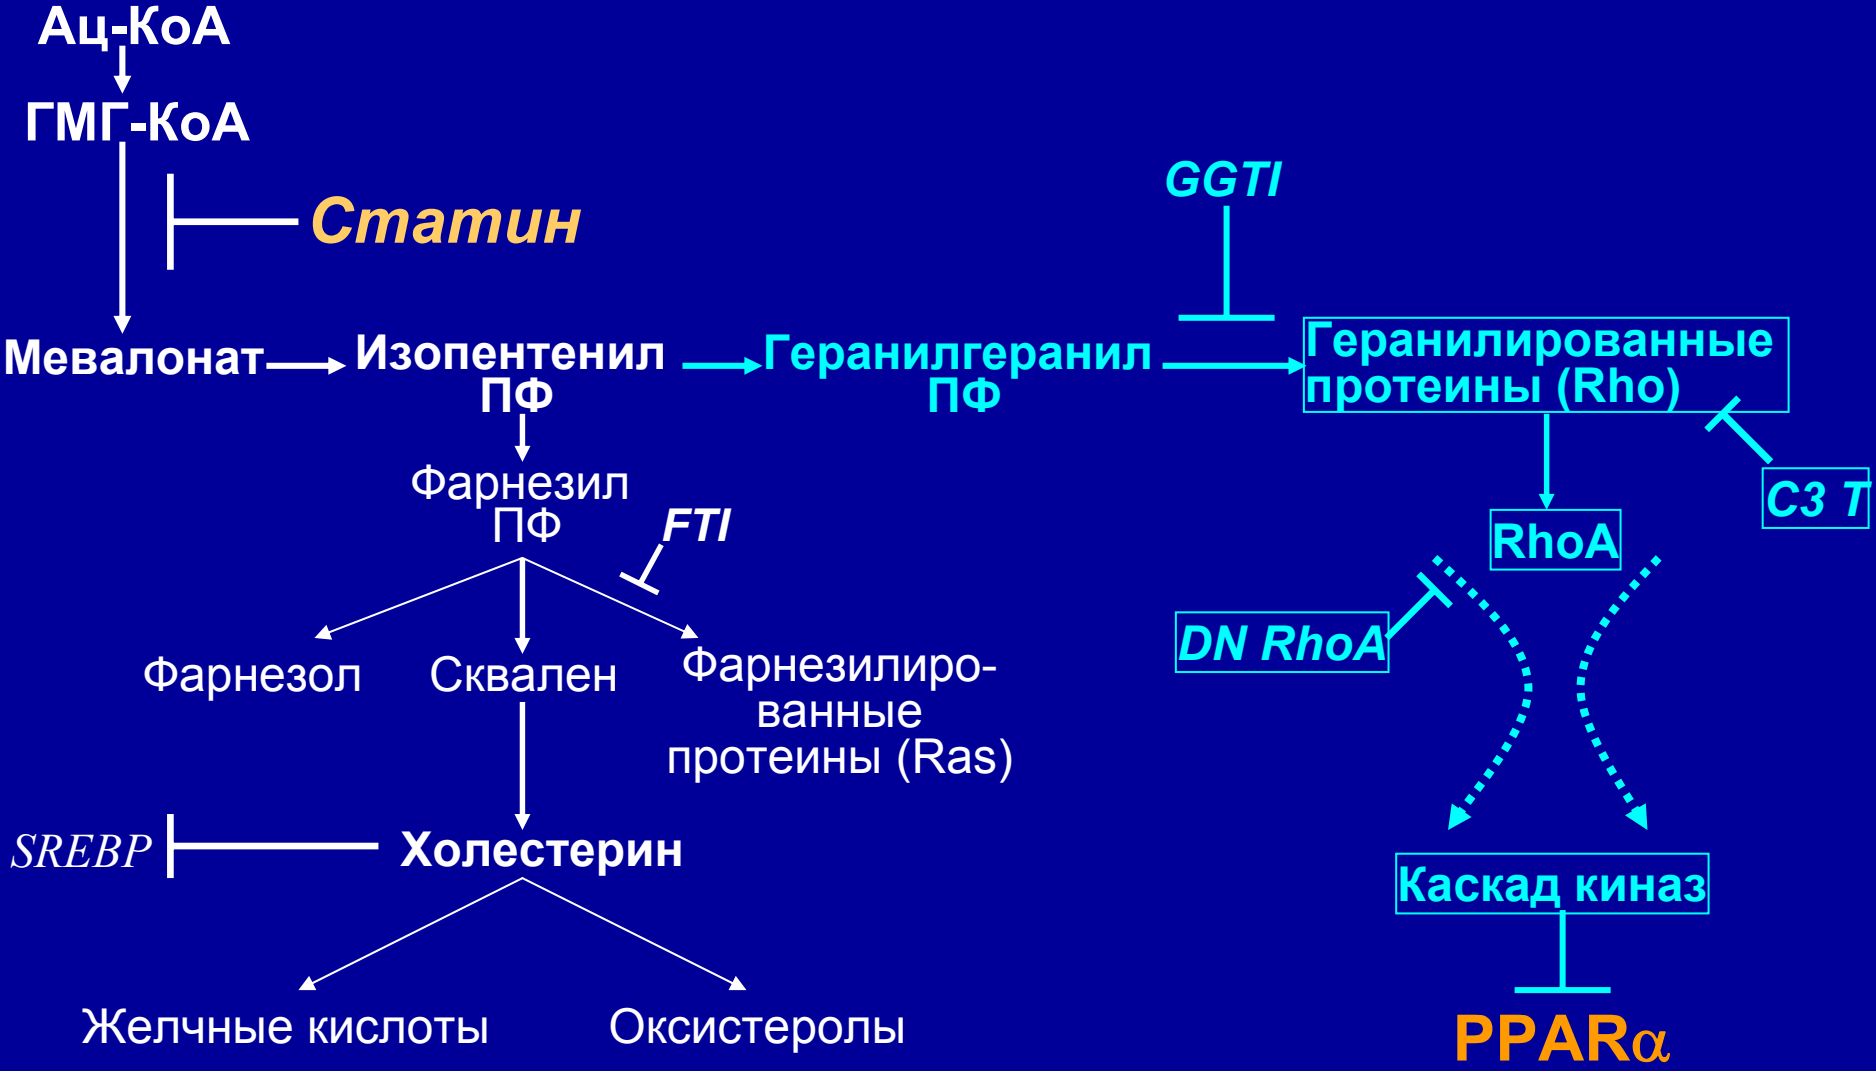 Ац-КоА
ГМГ-КоА
Статин
GGTI
Мевалонат
Изопентенил
ПФ
Геранилгеранил
ПФ
Геранилированные
протеины (Rho)
Фарнезил
ПФ
FTI
C3 T
RhoA
DN RhoA
Фарнезол
Сквален
Фарнезилиро-
ванные
протеины (Ras)
SREBP
Холестерин
Каскад киназ
Желчные кислоты
Оксистеролы
PPARα